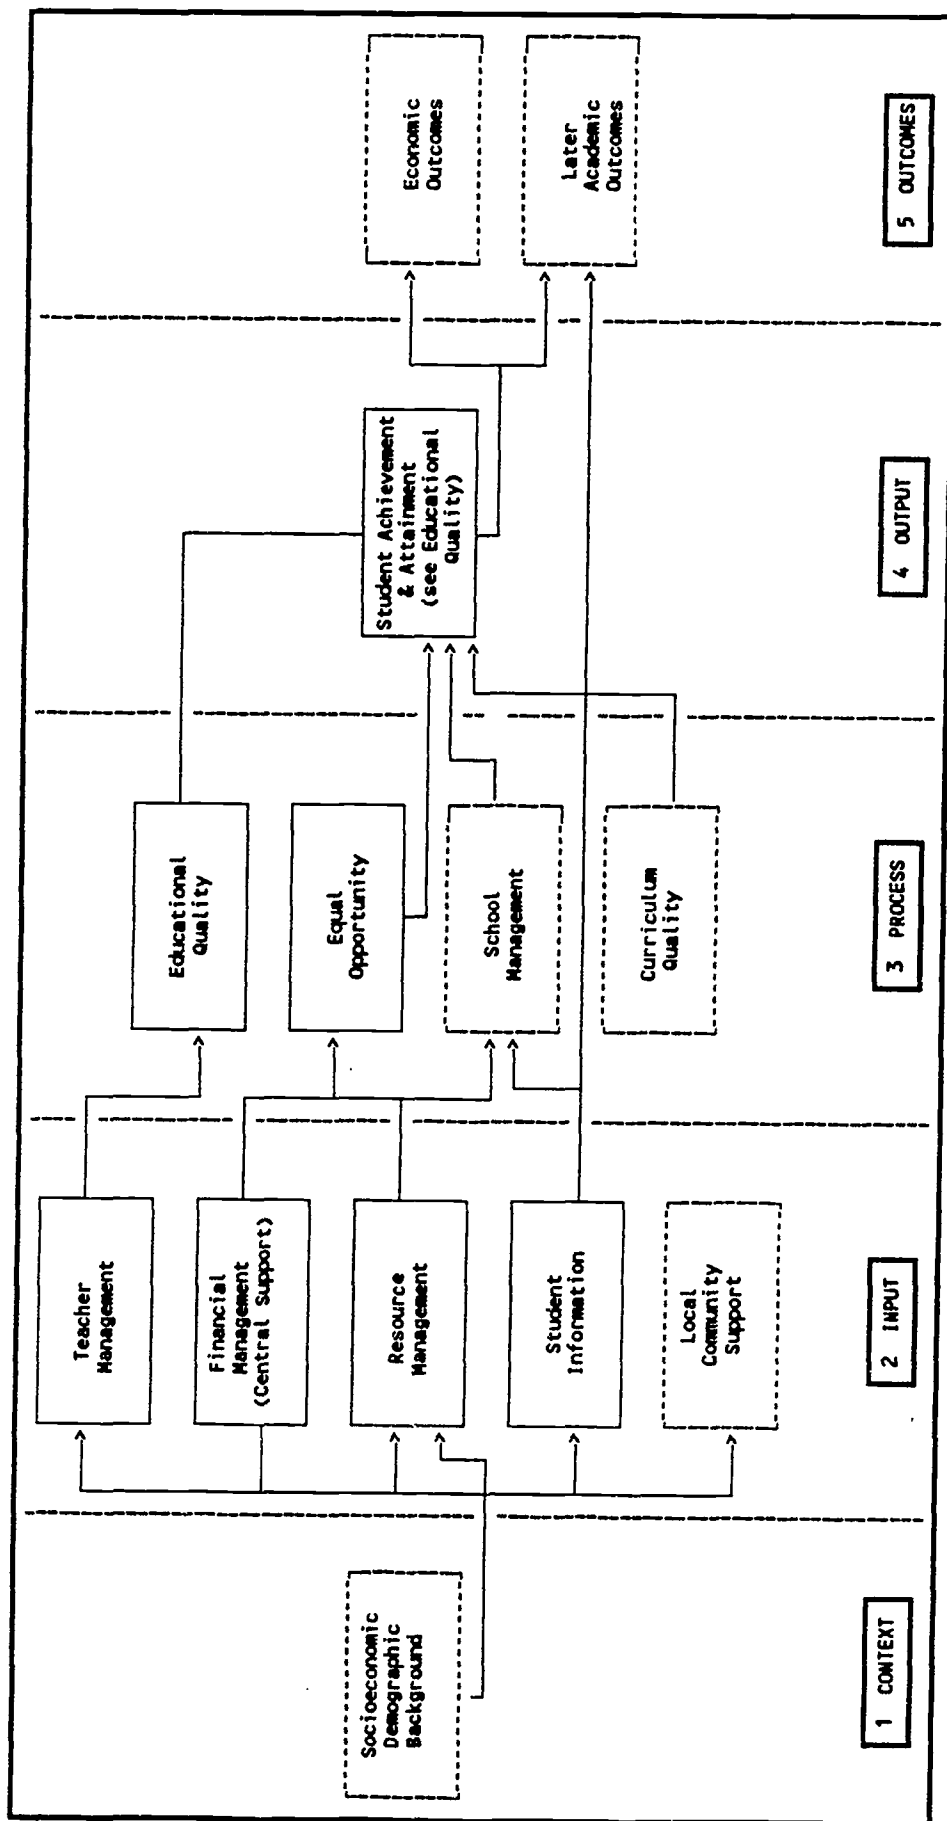 Socioeconomic
Demographic
Background
1 CONTEXT
Teacher
Management
Financial
Management
(Central Support)
Resource
Management
Student
Information
Local
Community
Support
2 INPUT
Educational
Quality
Equal
Opportunity
School
Management
Curriculum
Quality
3 PROCESS
Student Achievement
& Attainment
(see Educational
Quality)
4 OUTPUT
Economic
Outcomes
Later
Academic
Outcomes
5 OUTCOMES